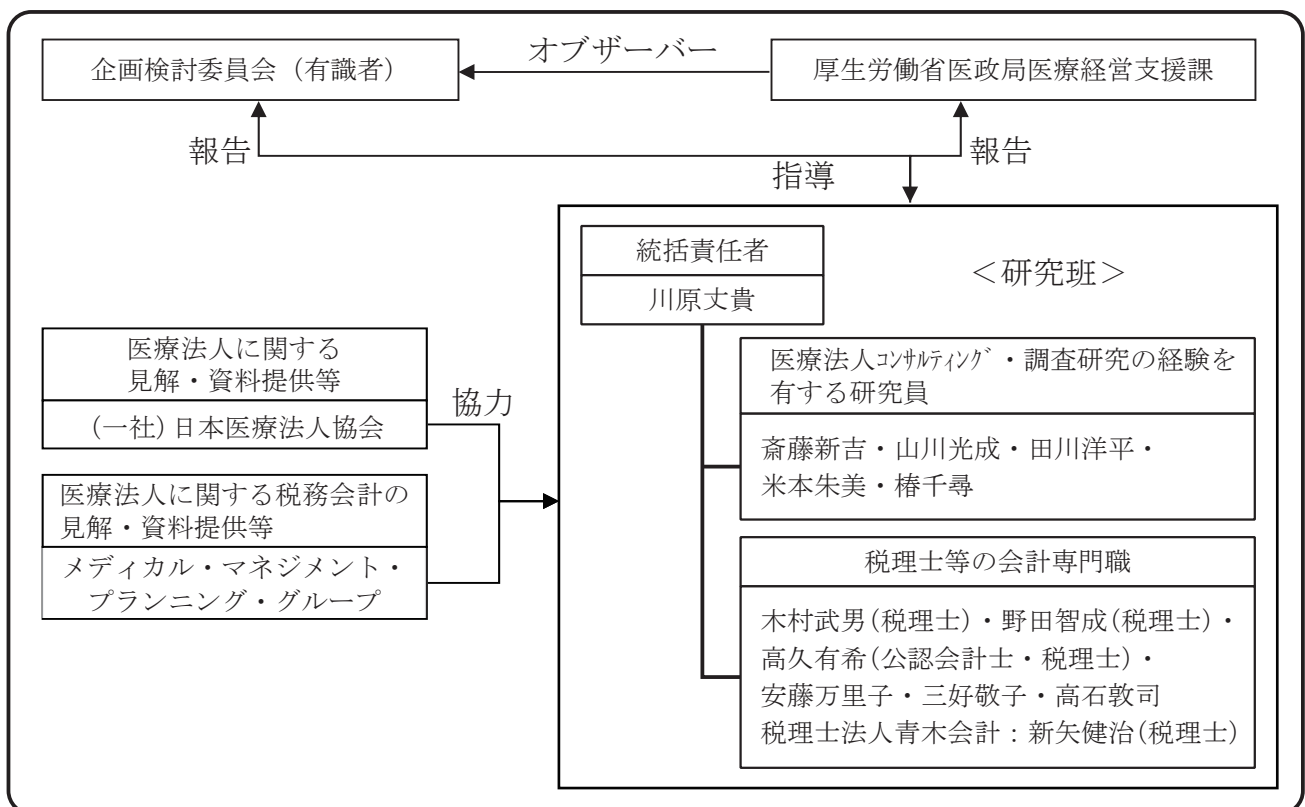 企画検討委員会（有識者）
オブザーバー
厚生労働省医政局医療経営支援課
報告
報告
指導
統括責任者
川原丈貴
＜研究班＞
医療法人に関する
見解・資料提供等
(一社)日本医療法人協会
協力
医療法人に関する税務会計の
見解・資料提供等
メディカル・マネジメント・
プランニング・グループ
医療法人ｺﾝｻﾙﾃｨﾝｸﾞ・調査研究の経験を
有する研究員
斎藤新吉・山川光成・田川洋平・
米本朱美・椿千尋
税理士等の会計専門職
木村武男(税理士)・野田智成(税理士)・
高久有希(公認会計士・税理士)・
安藤万里子・三好敬子・高石敦司
税理士法人青木会計：新矢健治(税理士)